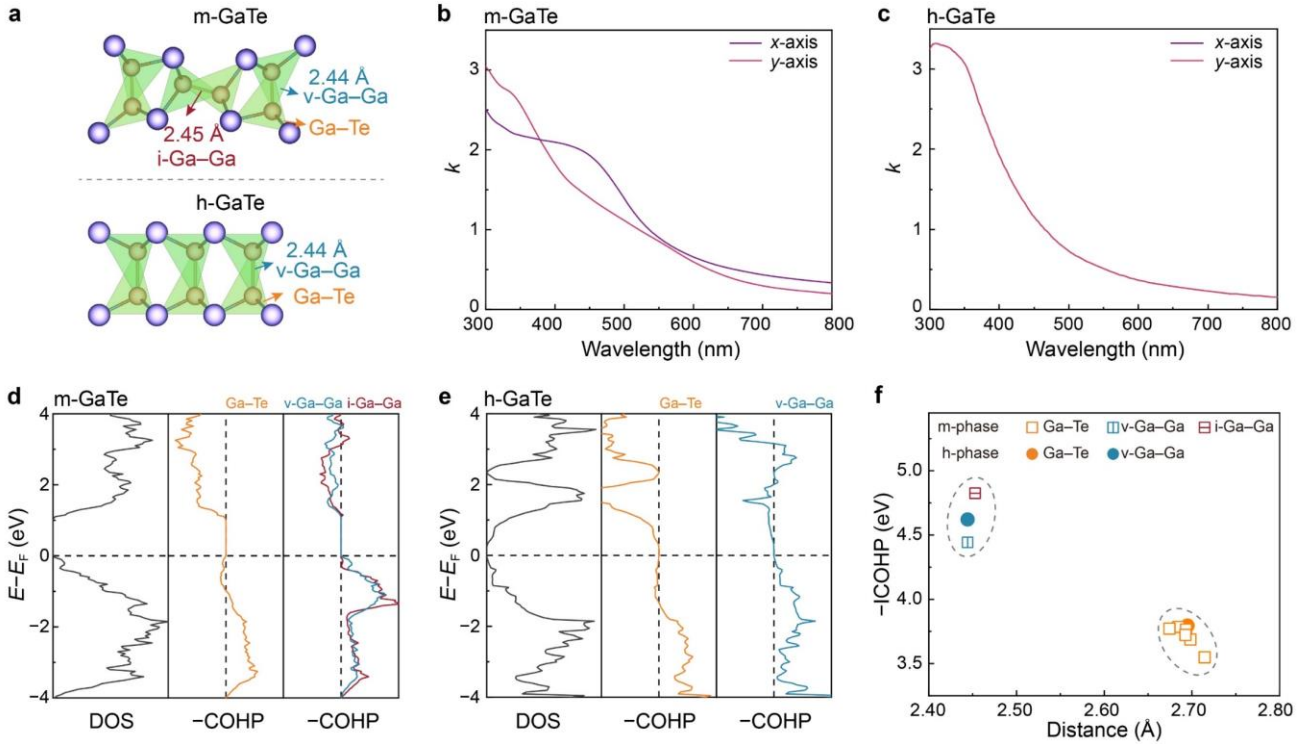 a
m-GaTe
2.44 Å
v-Ga–Ga
Ga–Te
2.45 Å
i-Ga–Ga
h-GaTe
2.44 Å
v-Ga–Ga
Ga–Te
b
m-GaTe
x-axis
y-axis
k
3
2
1
0
300 400 500 600 700 800
Wavelength (nm)
c
h-GaTe
x-axis
y-axis
k
3
2
1
0
300 400 500 600 700 800
Wavelength (nm)
d
m-GaTe
Ga–Te
v-Ga–Ga i-Ga–Ga
E–EF (eV)
4
2
0
−2
−4
DOS
−COHP
−COHP
e
h-GaTe
Ga–Te
v-Ga–Ga
E–EF (eV)
4
2
0
−2
−4
DOS
−COHP
−COHP
f
m-phase Ga–Te v-Ga–Ga i-Ga–Ga
h-phase Ga–Te v-Ga–Ga
−ICOHP (eV)
5.0
4.5
4.0
3.5
2.40 2.50 2.60 2.70 2.80
Distance (Å)